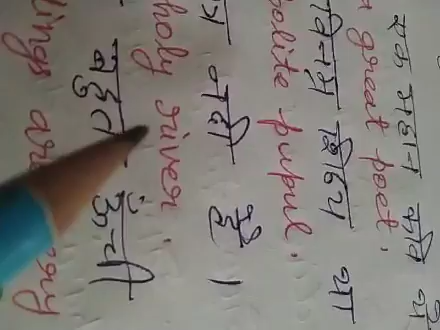 एक महान कवि थे
a great poet,
विनम्र शिष्य था
polite pupil.
नदी है।
holy river.
बहुत ऊँची